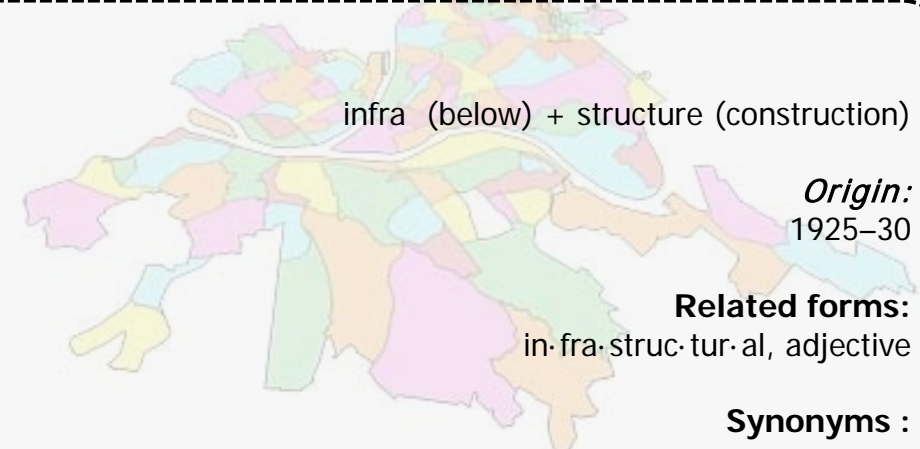 infra (below) + structure (construction)
Origin:
1925–30
Related forms:
in·fra·struc·tur·al, adjective
Synonyms :